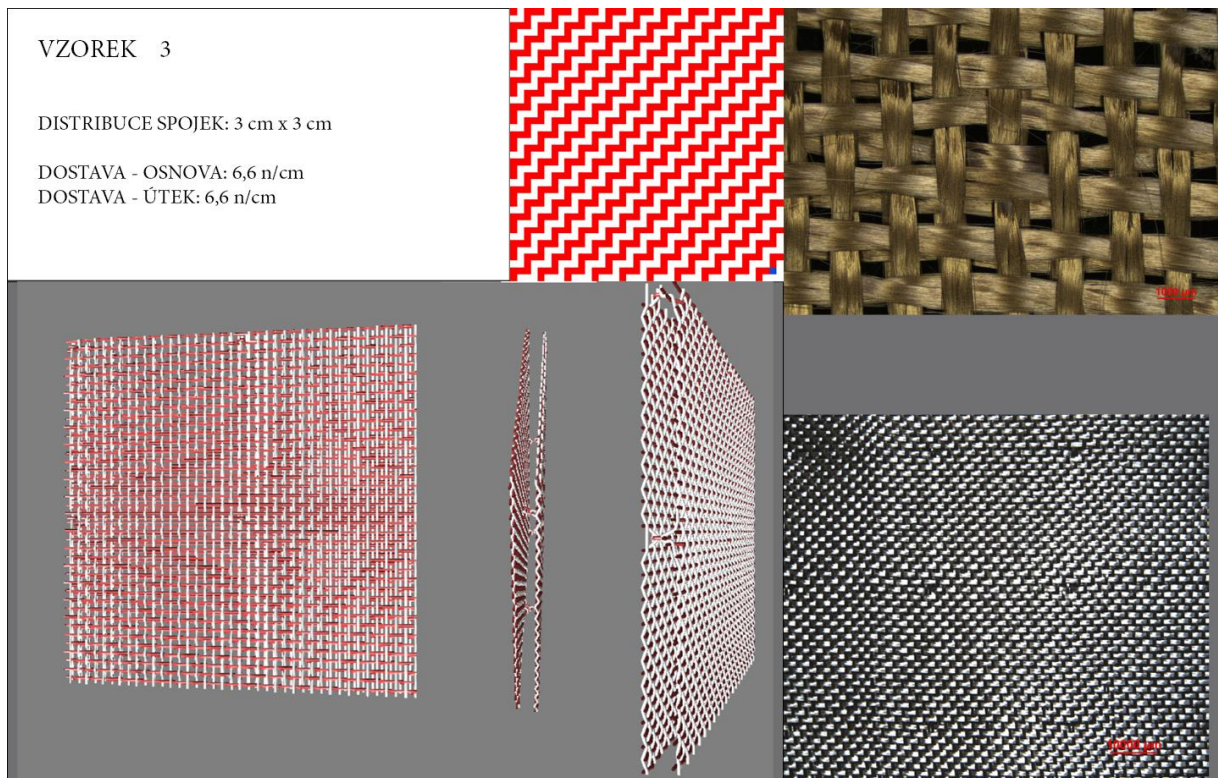 VZOREK 3
DISTRIBUCE SPOJEK: 3 cm x 3 cm
DOSTAVA - OSNOVA: 6,6 n/cm
DOSTAVA - ÚTEK: 6,6 n/cm
1000 µm
10000 µm